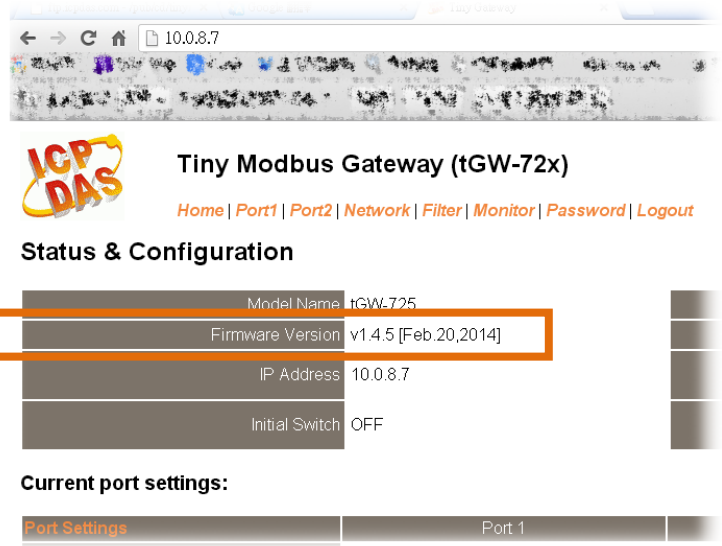 10.0.8.7
ICP
DAS
Tiny Modbus Gateway (tGW-72x)
Home | Port1 | Port2 | Network | Filter | Monitor | Password | Logout
Status & Configuration
Model Name tGW-725
Firmware Version v1.4.5 [Feb.20,2014]
IP Address 10.0.8.7
Initial Switch OFF
Current port settings:
Port Settings Port 1